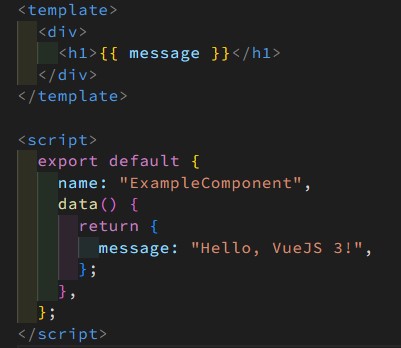 <template>
  <div>
    <h1>{{ message }}</h1>
  </div>
</template>

<script>
  export default {
    name: "ExampleComponent",
    data() {
      return {
        message: "Hello, VueJS 3!",
      };
    },
  };
</script>